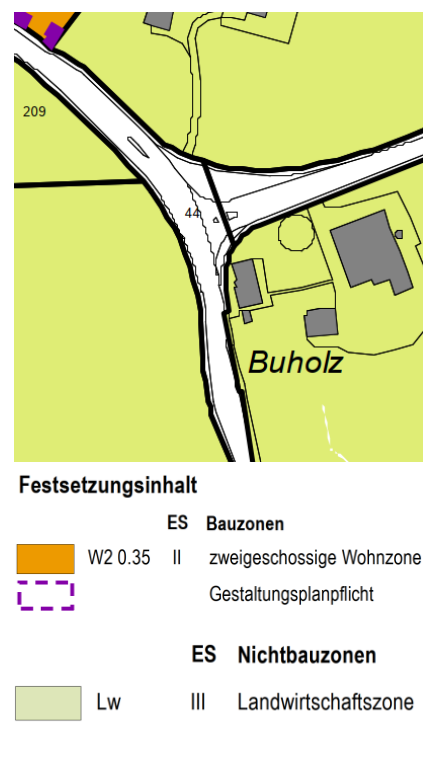 209
44
Buholz
Festsetzungsinhalt
ES Bauzonen
W2 0.35 II zweigeschossige Wohnzone
Gestaltungsplanpflicht
ES Nichtbauzonen
Lw III Landwirtschaftszone